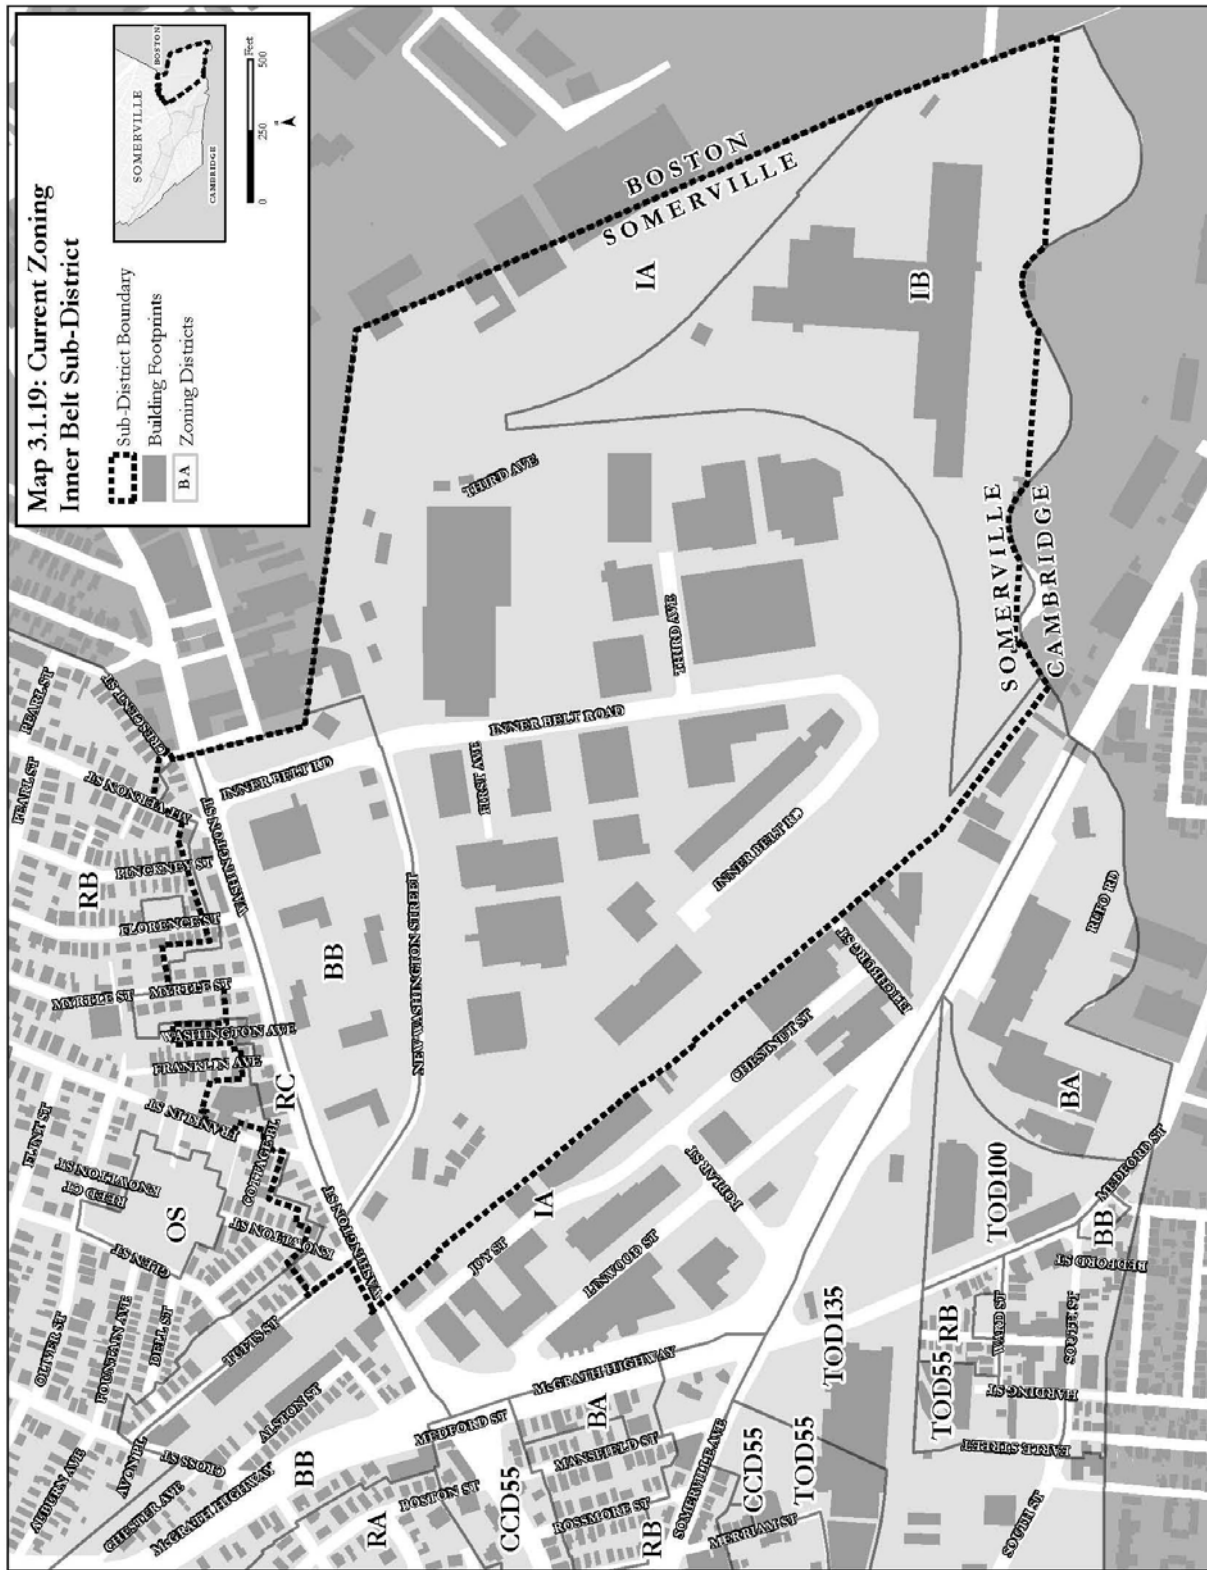 Map 3.1.19: Current Zoning
Inner Belt Sub-District
Sub-District Boundary
Building Footprints
BA
Zoning Districts
SOMERVILLE
BOSTON
CAMBRIDGE
0
250
500
Feet
PEARL ST
PEARL ST
CRESCENT ST
MT VERNON ST
RB
PINCKNEY ST
FLORENCE ST
MYRTLE ST
MYRTLE ST
WASHINGTON AVE
FRANKLIN AVE
FRANKLIN ST
FLINT ST
KNOWLTON ST
REED CT
OS
COTTAGE PL
RC
KNOWLTON ST
GLEN ST
OLIVER ST
FOUNTAIN AVE
DELL ST
TUFTS ST
AUBURN AVE
AVON PL
CROSS ST
CHESTER AVE
ALSTON ST
McGRATH HIGHWAY
BB
WASHINGTON ST
WASHINGTON ST
WASHINGTON ST
INNER BELT RD
BB
NEW WASHINGTON STREET
INNER BELT ROAD
FIRST AVE
THIRD AVE
THIRD AVE
INNER BELT RD
BOSTON
SOMERVILLE
IA
IB
SOMERVILLE
CAMBRIDGE
FITCHBURG ST
CHESTNUT ST
POPLAR ST
IA
JOY ST
LINWOOD ST
McGRATH HIGHWAY
MEDFORD ST
BOSTON ST
RA
CCD55
BA
MANSFIELD ST
ROSSMORE ST
RB
SOMERVILLE AVE
MERRIAM ST
CCD55
TOD55
TOD135
TOD100
BA
RUFO RD
MEDFORD ST
BB
BEDFORD ST
RB
WARD ST
SOUTH ST
TOD55
HARDING ST
EARLE STREET
SOUTH ST